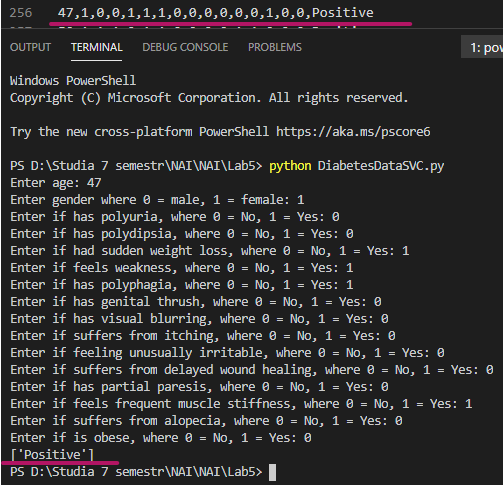 256 47,1,0,0,1,1,1,0,0,0,0,0,0,1,0,0,Positive
OUTPUT TERMINAL DEBUG CONSOLE PROBLEMS 1: pow
Windows PowerShell
Copyright (C) Microsoft Corporation. All rights reserved.
Try the new cross-platform PowerShell https://aka.ms/pscore6
PS D:\Studia 7 semestr\NAI\NAI\Lab5> python DiabetesDataSVC.py
Enter age: 47
Enter gender where 0 = male, 1 = female: 1
Enter if has polyuria, where 0 = No, 1 = Yes: 0
Enter if has polydipsia, where 0 = No, 1 = Yes: 0
Enter if had sudden weight loss, where 0 = No, 1 = Yes: 1
Enter if feels weakness, where 0 = No, 1 = Yes: 1
Enter if has polyphagia, where 0 = No, 1 = Yes: 1
Enter if has genital thrush, where 0 = No, 1 = Yes: 0
Enter if has visual blurring, where 0 = No, 1 = Yes: 0
Enter if suffers from itching, where 0 = No, 1 = Yes: 0
Enter if feeling unusually irritable, where 0 = No, 1 = Yes: 0
Enter if suffers from delayed wound healing, where 0 = No, 1 = Yes: 0
Enter if has partial paresis, where 0 = No, 1 = Yes: 0
Enter if feels frequent muscle stiffness, where 0 = No, 1 = Yes: 1
Enter if suffers from alopecia, where 0 = No, 1 = Yes: 0
Enter if is obese, where 0 = No, 1 = Yes: 0
['Positive']
PS D:\Studia 7 semestr\NAI\NAI\Lab5>